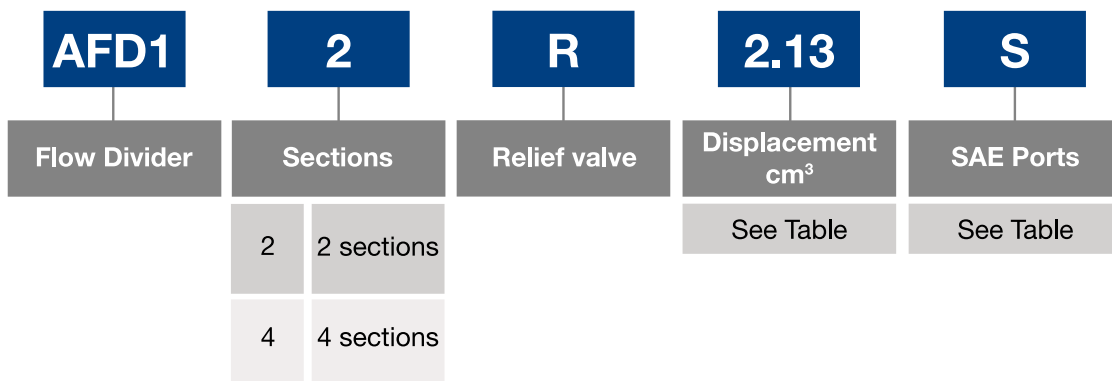 AFD1 2 R 2.13 S
Flow Divider Sections Relief valve Displacement cm³ SAE Ports
See Table See Table
2 2 sections
4 4 sections